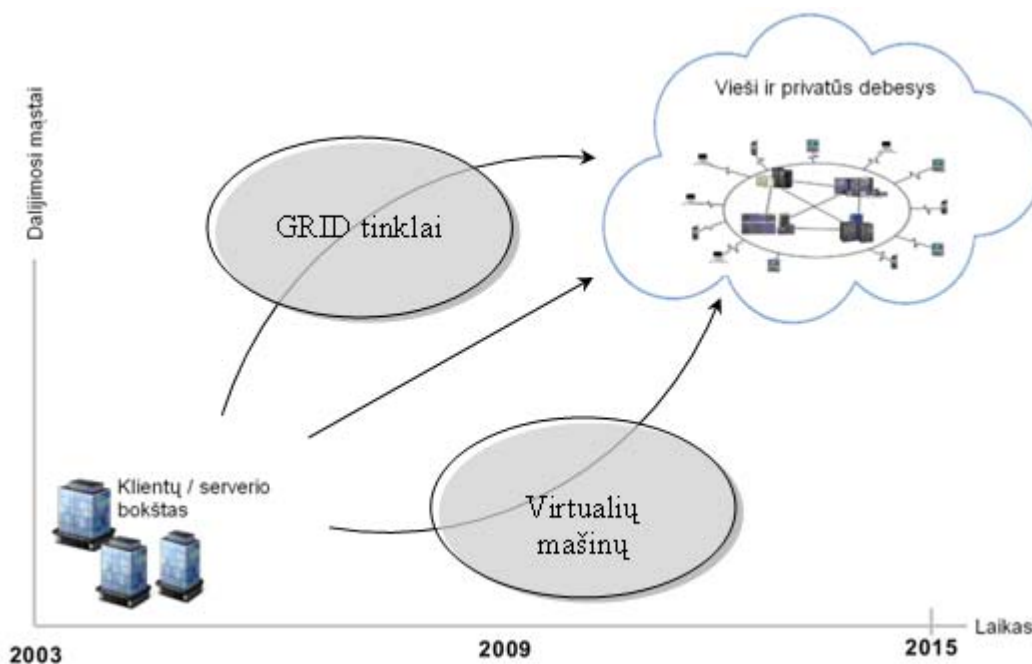 Vieši ir privatūs debesys
Dalijimosi mąstai
GRID tinklai
Klientų / serverio
bokštas
Virtualių
mašinų
Laikas
2003
2009
2015